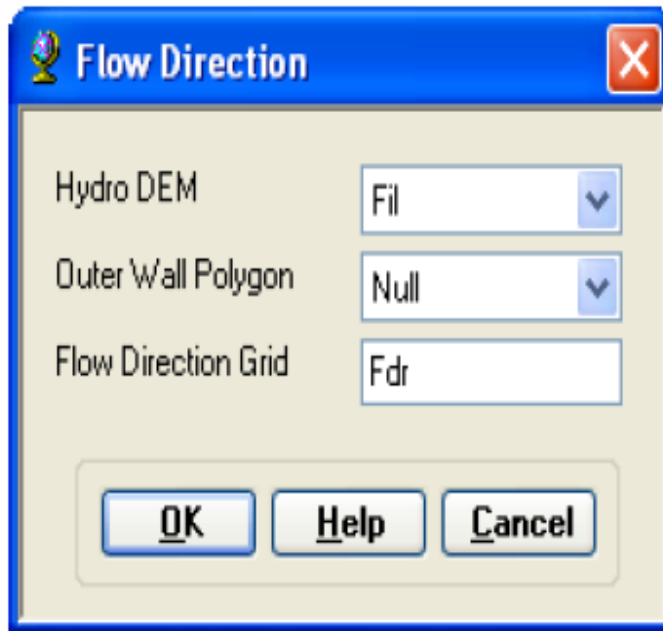 Flow Direction
Hydro DEM Fil
Outer Wall Polygon Null
Flow Direction Grid Fdr
OK Help Cancel